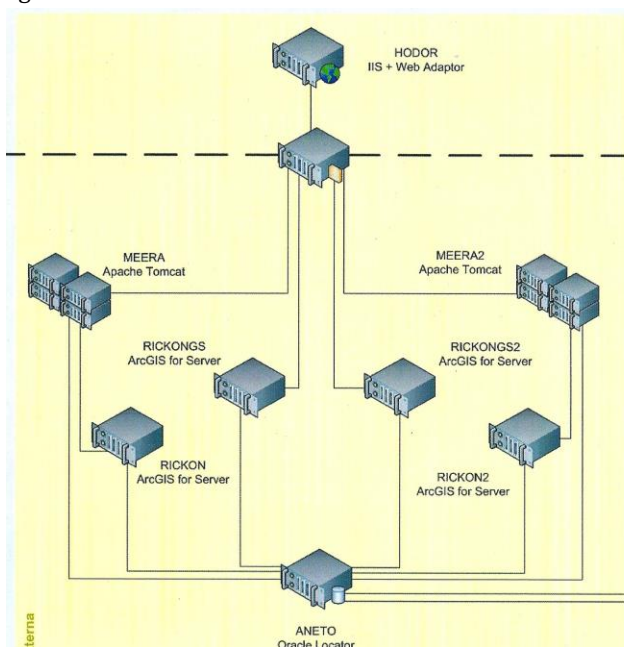 HODOR
IIS + Web Adaptor
MEERA
Apache Tomcat
MEERA2
Apache Tomcat
RICKONGS
ArcGIS for Server
RICKONGS2
ArcGIS for Server
RICKON
ArcGIS for Server
RICKON2
ArcGIS for Server
terna
ANETO
Oracle Locator